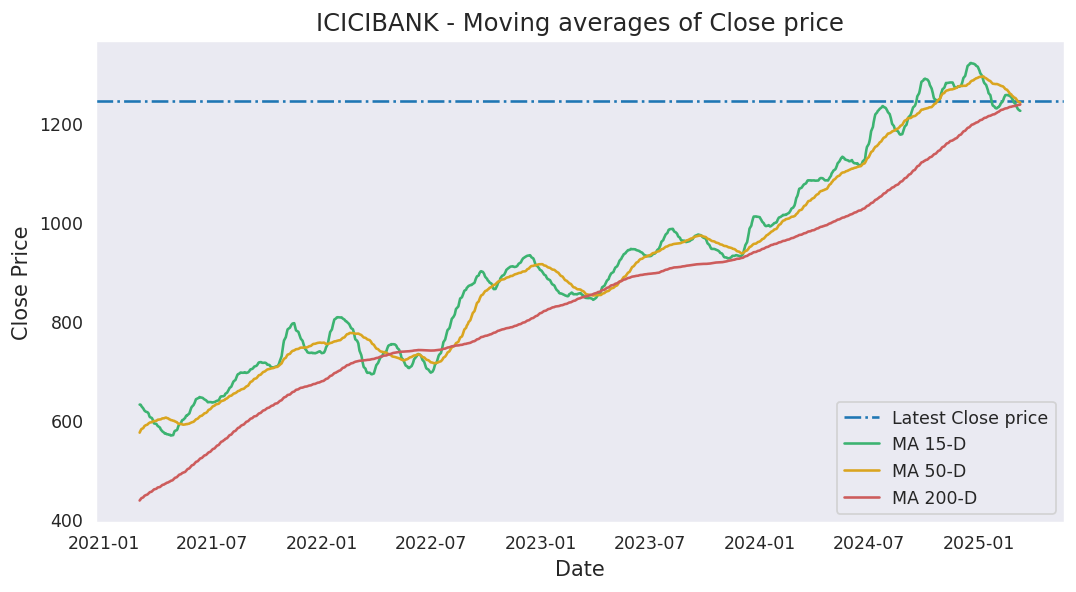 ICICIBANK - Moving averages of Close price
Close Price
1200
1000
800
600
400
2021-01 2021-07 2022-01 2022-07 2023-01 2023-07 2024-01 2024-07 2025-01
Date
Latest Close price
MA 15-D
MA 50-D
MA 200-D